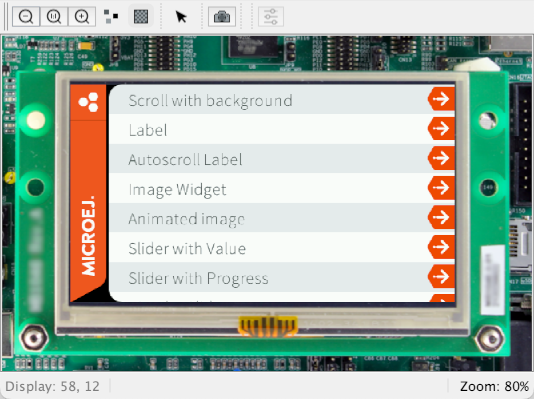 Scroll with background
Label
Autoscroll Label
Image Widget
Animated image
Slider with Value
Slider with Progress
MICROEJ.
Display: 58, 12
Zoom: 80%